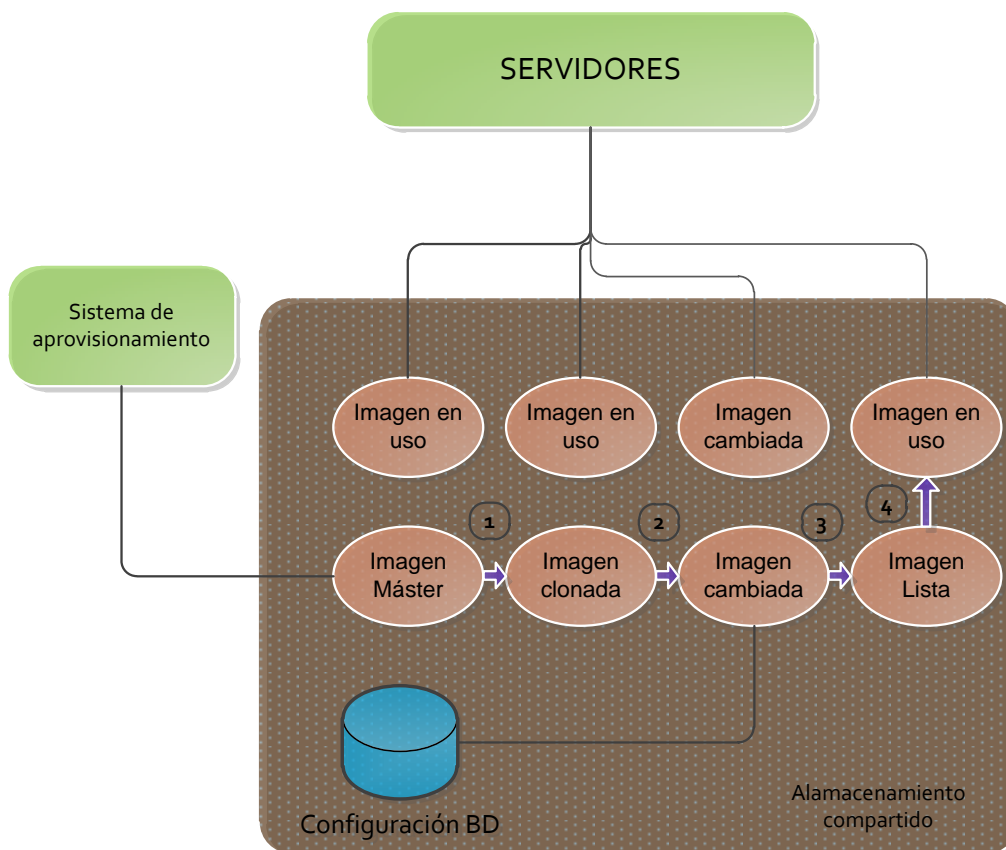 SERVIDORES
Sistema de
aprovisionamiento
Imagen en
uso
Imagen en
uso
Imagen
cambiada
Imagen en
uso
1
2
3
4
Imagen
Máster
Imagen
clonada
Imagen
cambiada
Imagen
Lista
Configuración BD
Alamacenamiento
compartido